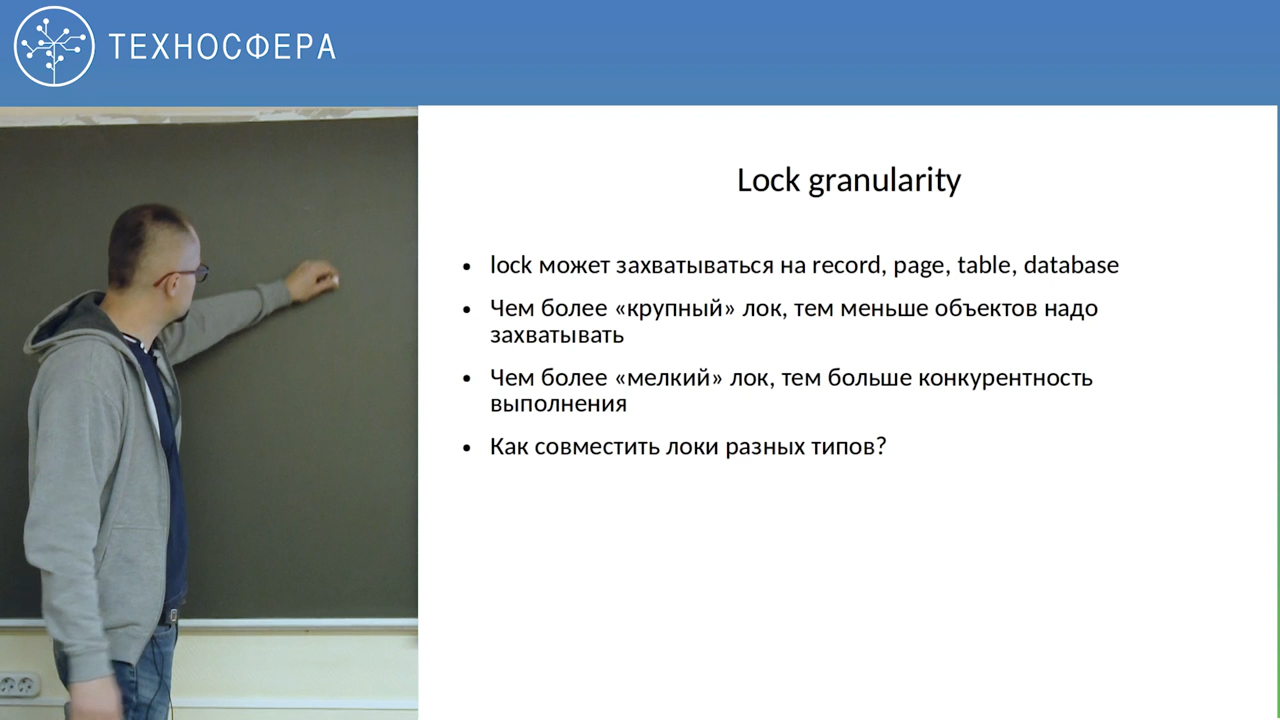 ТЕХНОСФЕРА
Lock granularity
• lock может захватываться на record, page, table, database
• Чем более «крупный» лок, тем меньше объектов надо
захватывать
• Чем более «мелкий» лок, тем больше конкурентность
выполнения
• Как совместить локи разных типов?